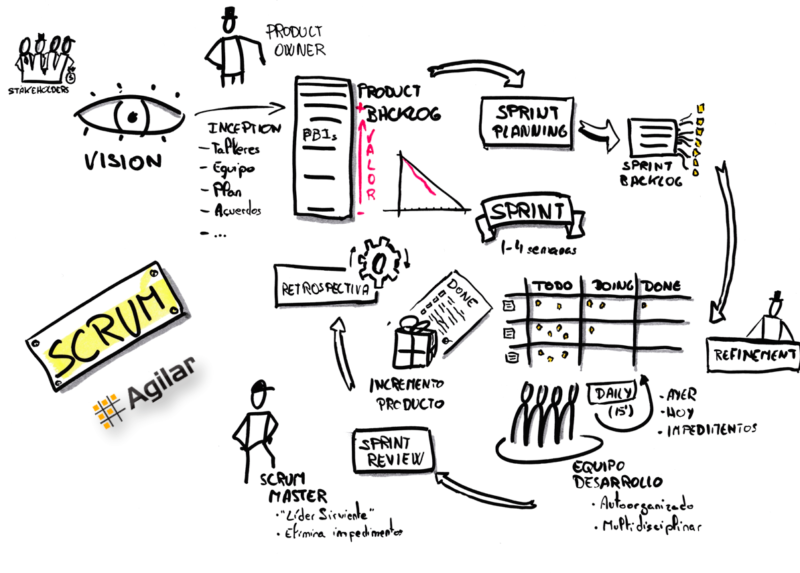 STAKEHOLDERS
VISION
PRODUCT
OWNER
INCEPTION
- Talleres
- Equipo
- Plan
- Acuerdos
- ...
PBIs
PRODUCT
BACKLOG
+
VALOR
-
SPRINT
PLANNING
SPRINT
BACKLOG
SPRINT
1-4 semanas
TODO DOING DONE
REFINEMENT
DAILY
(15')
- AYER
- HOY
- IMPEDIMENTOS
EQUIPO
DESARROLLO
• Autoorganizado
• Multidisciplinar
SPRINT
REVIEW
DONE
INCREMENTO
PRODUCTO
RETROSPECTIVA
SCRUM
MASTER
• "Líder Sirviente"
• Elimina impedimentos
SCRUM
Agilar